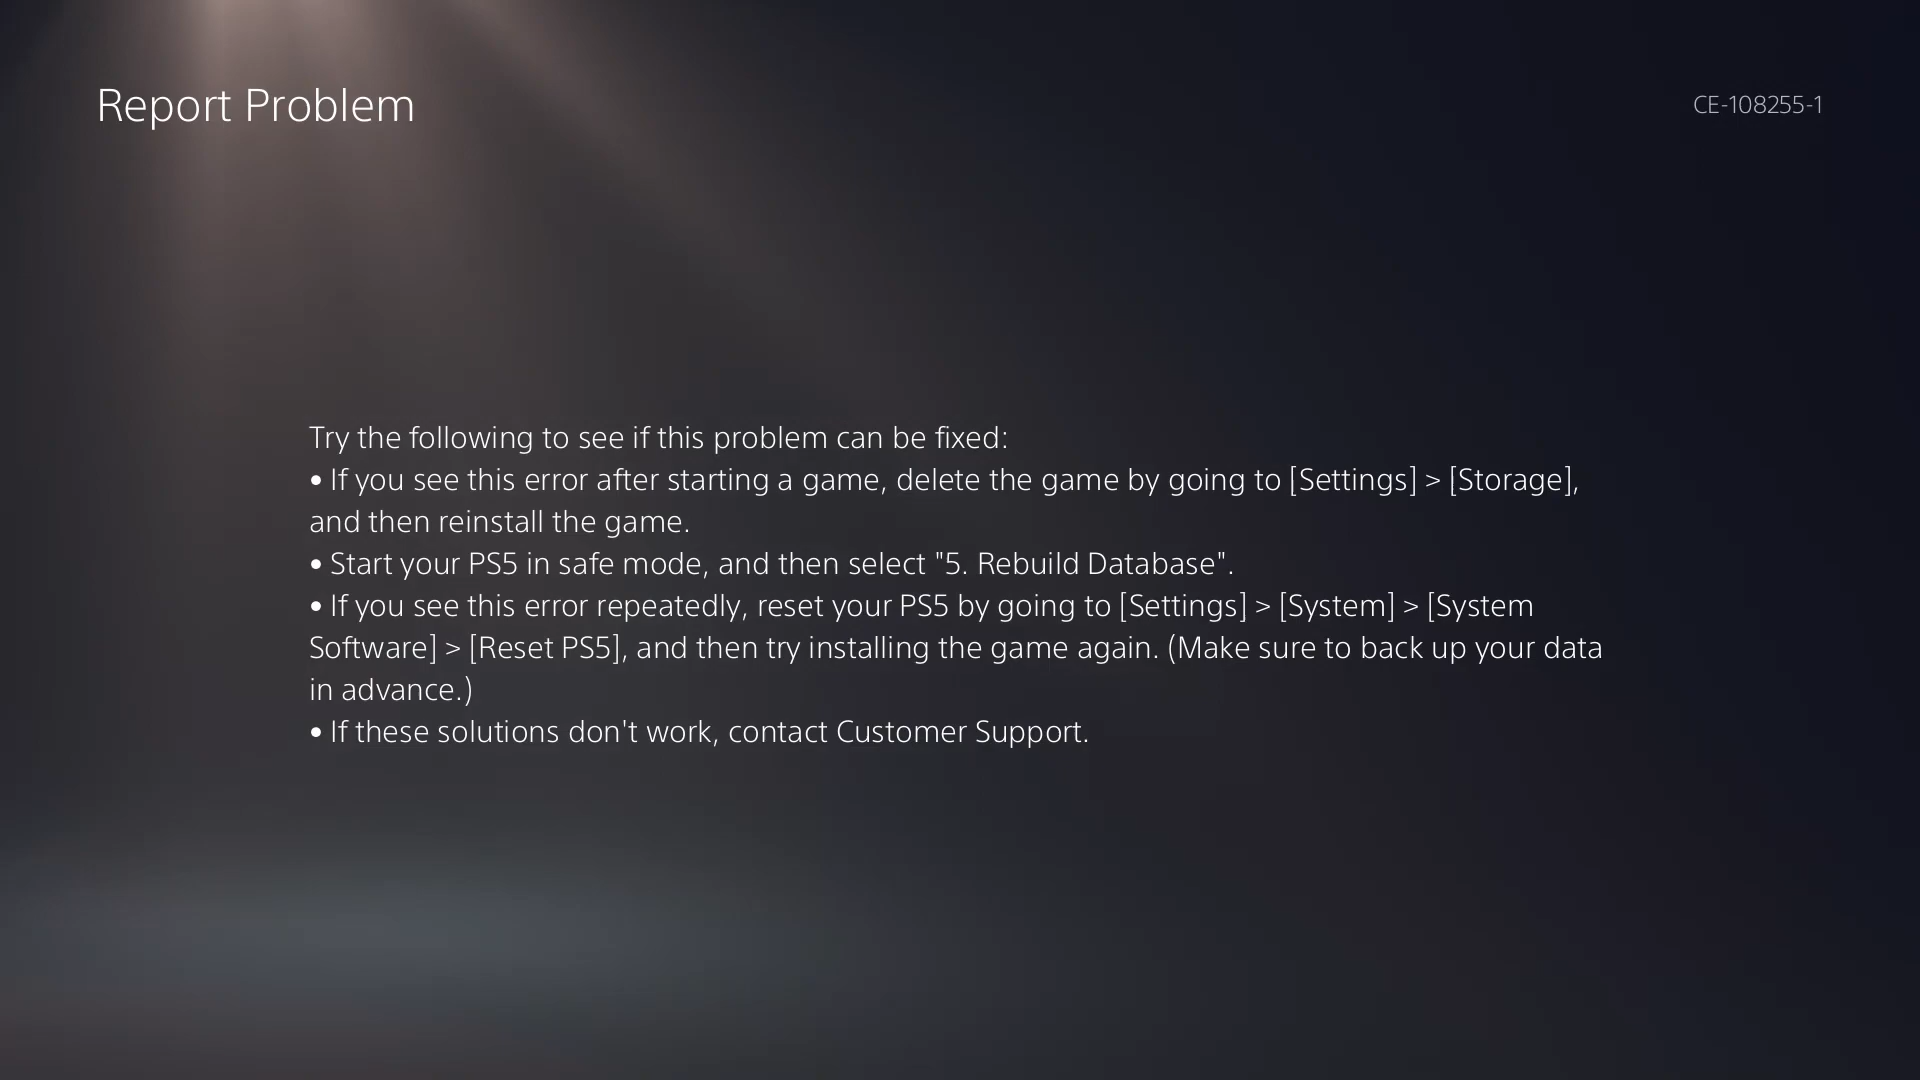 Report Problem
CE-108255-1
Try the following to see if this problem can be fixed:
• If you see this error after starting a game, delete the game by going to [Settings] > [Storage],
and then reinstall the game.
• Start your PS5 in safe mode, and then select "5. Rebuild Database".
• If you see this error repeatedly, reset your PS5 by going to [Settings] > [System] > [System
Software] > [Reset PS5], and then try installing the game again. (Make sure to back up your data
in advance.)
• If these solutions don't work, contact Customer Support.